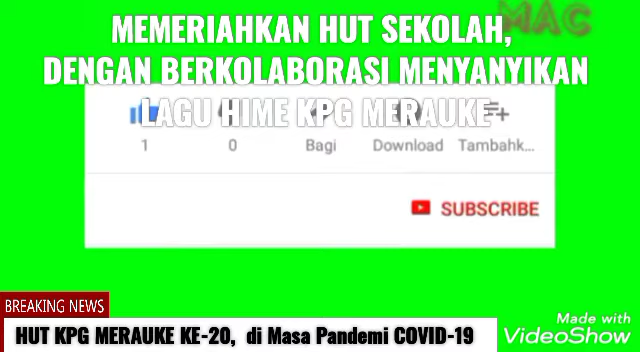 MAC
MEMERIAHKAN HUT SEKOLAH,
DENGAN BERKOLABORASI MENYANYIKAN
LAGU HIME KPG MERAUKE
1 0 Bagi Download Tambahk...
SUBSCRIBE
BREAKING NEWS
HUT KPG MERAUKE KE-20, di Masa Pandemi COVID-19
Made with
VideoShow